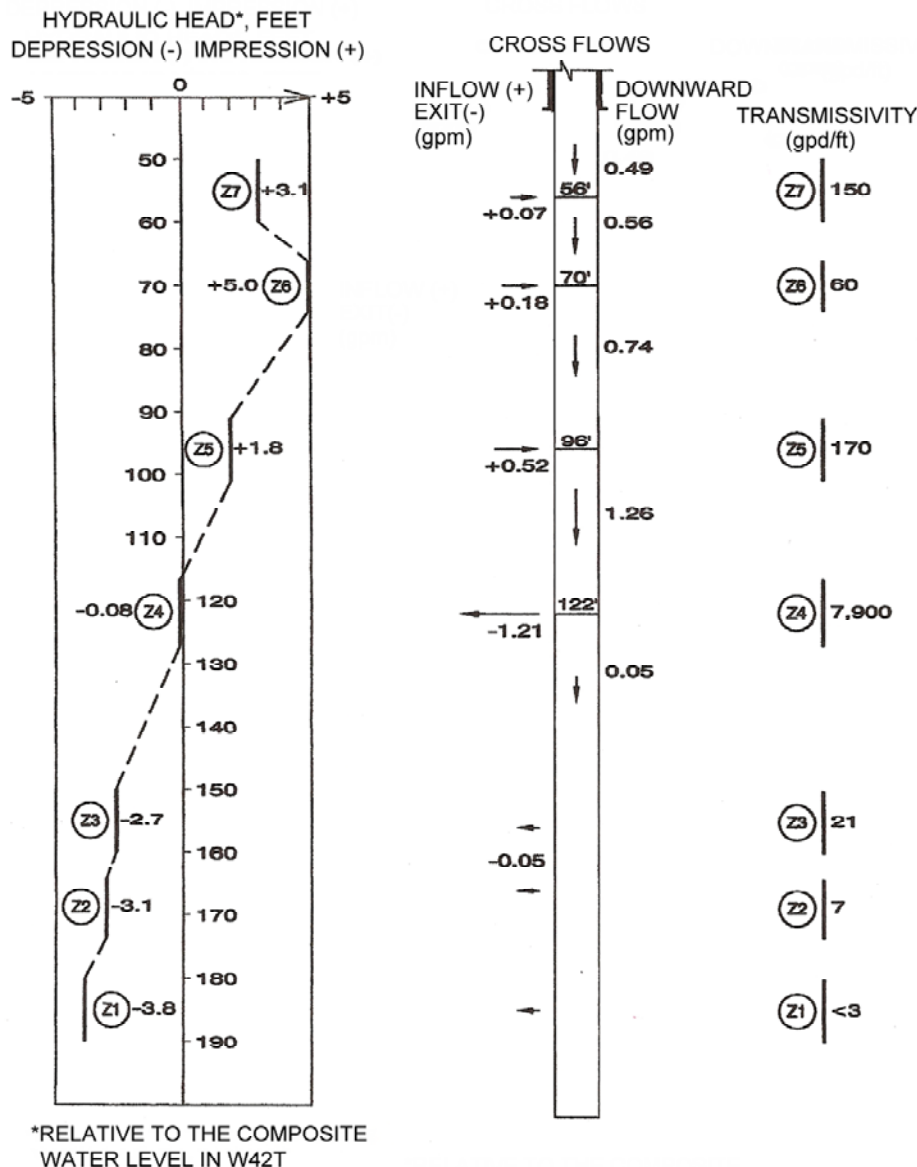 HYDRAULIC HEAD*, FEET
DEPRESSION (-) IMPRESSION (+)
-5 0 +5
50
Z7 +3.1
60
+5.0 Z6
70
80
90
Z5 +1.8
100
110
-0.08 Z4
120
130
140
150
Z3 -2.7
160
Z2 -3.1
170
180
Z1 -3.8
190
*RELATIVE TO THE COMPOSITE
WATER LEVEL IN W42T
CROSS FLOWS
INFLOW (+)
EXIT(-)
(gpm)
DOWNWARD
FLOW
(gpm)
0.49
56'
+0.07
0.56
70'
+0.18
0.74
96'
+0.52
1.26
122'
-1.21
0.05
-0.05
TRANSMISSIVITY
(gpd/ft)
Z7 150
Z6 60
Z5 170
Z4 7,900
Z3 21
Z2 7
Z1 <3